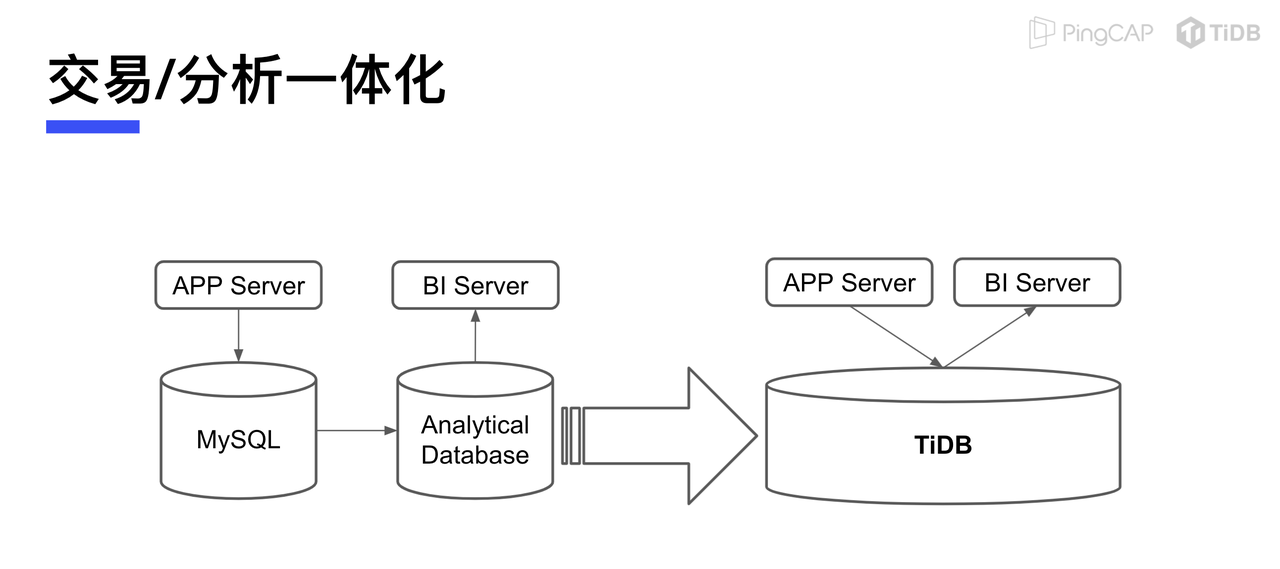 PingCAP TiDB
交易/分析一体化
APP Server
BI Server
MySQL
Analytical
Database
APP Server
BI Server
TiDB